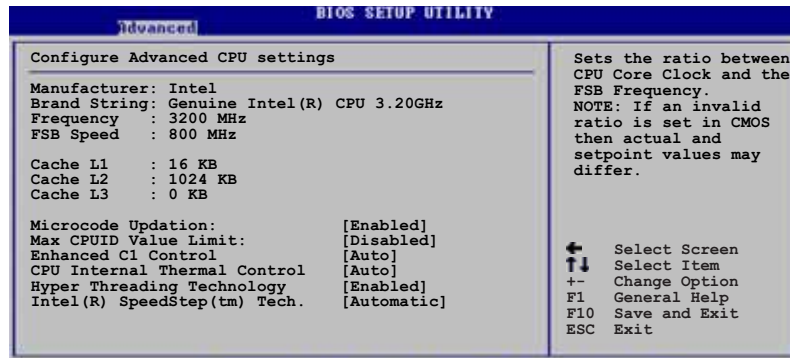 BIOS SETUP UTILITY
Advanced
Configure Advanced CPU settings
Manufacturer: Intel
Brand String: Genuine Intel(R) CPU 3.20GHz
Frequency : 3200 MHz
FSB Speed : 800 MHz
Cache L1 : 16 KB
Cache L2 : 1024 KB
Cache L3 : 0 KB
Microcode Updation: [Enabled]
Max CPUID Value Limit: [Disabled]
Enhanced C1 Control [Auto]
CPU Internal Thermal Control [Auto]
Hyper Threading Technology [Enabled]
Intel(R) SpeedStep(tm) Tech. [Automatic]
Sets the ratio between
CPU Core Clock and the
FSB Frequency.
NOTE: If an invalid
ratio is set in CMOS
then actual and
setpoint values may
differ.
← Select Screen
↑↓ Select Item
+- Change Option
F1 General Help
F10 Save and Exit
ESC Exit